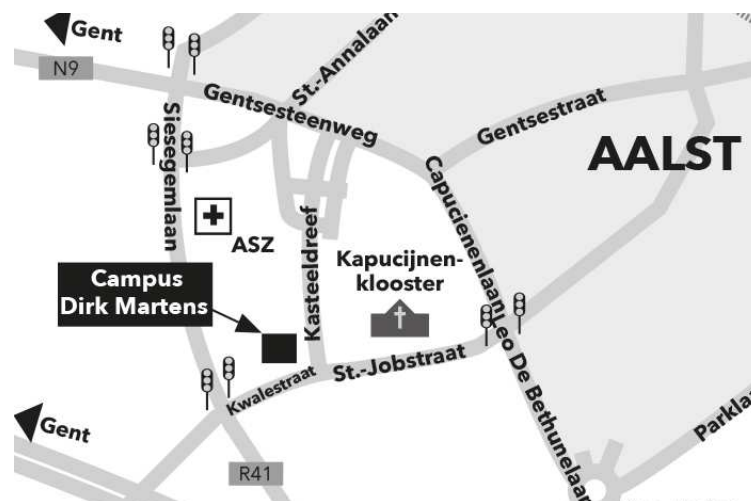 Gent
N9
St.-Annalaan
Gentsesteenweg
Gentsestraat
Siesegemlaan
AALST
Capucienenlaan
ASZ
Kapucijnen-
klooster
Campus
Dirk Martens
Kasteeldreef
St.-Jobstraat
Kwalestraat
Leo De Bethunelaan
Gent
R41